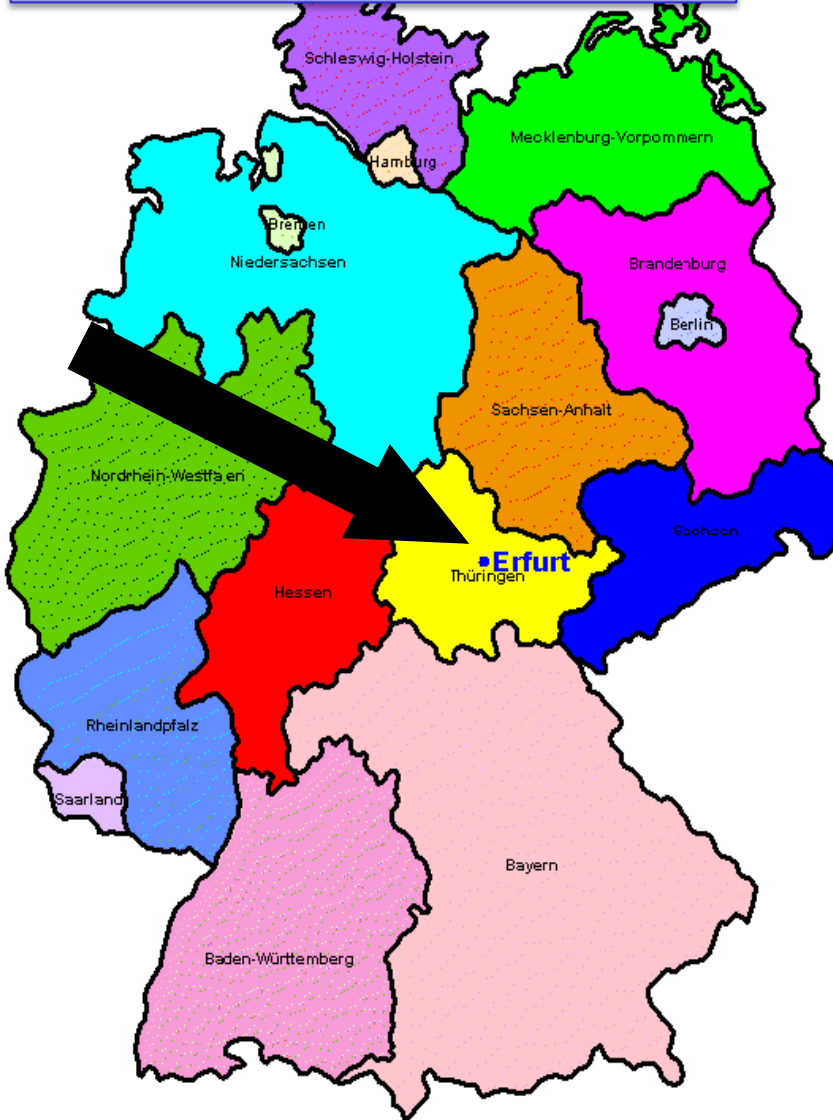 Schleswig-Holstein
Mecklenburg-Vorpommern
Hamburg
Bremen
Niedersachsen
Brandenburg
Berlin
Sachsen-Anhalt
Nordrhein-Westfalen
Sachsen
Erfurt
Thüringen
Hessen
Rheinlandpfalz
Saarland
Bayern
Baden-Württemberg